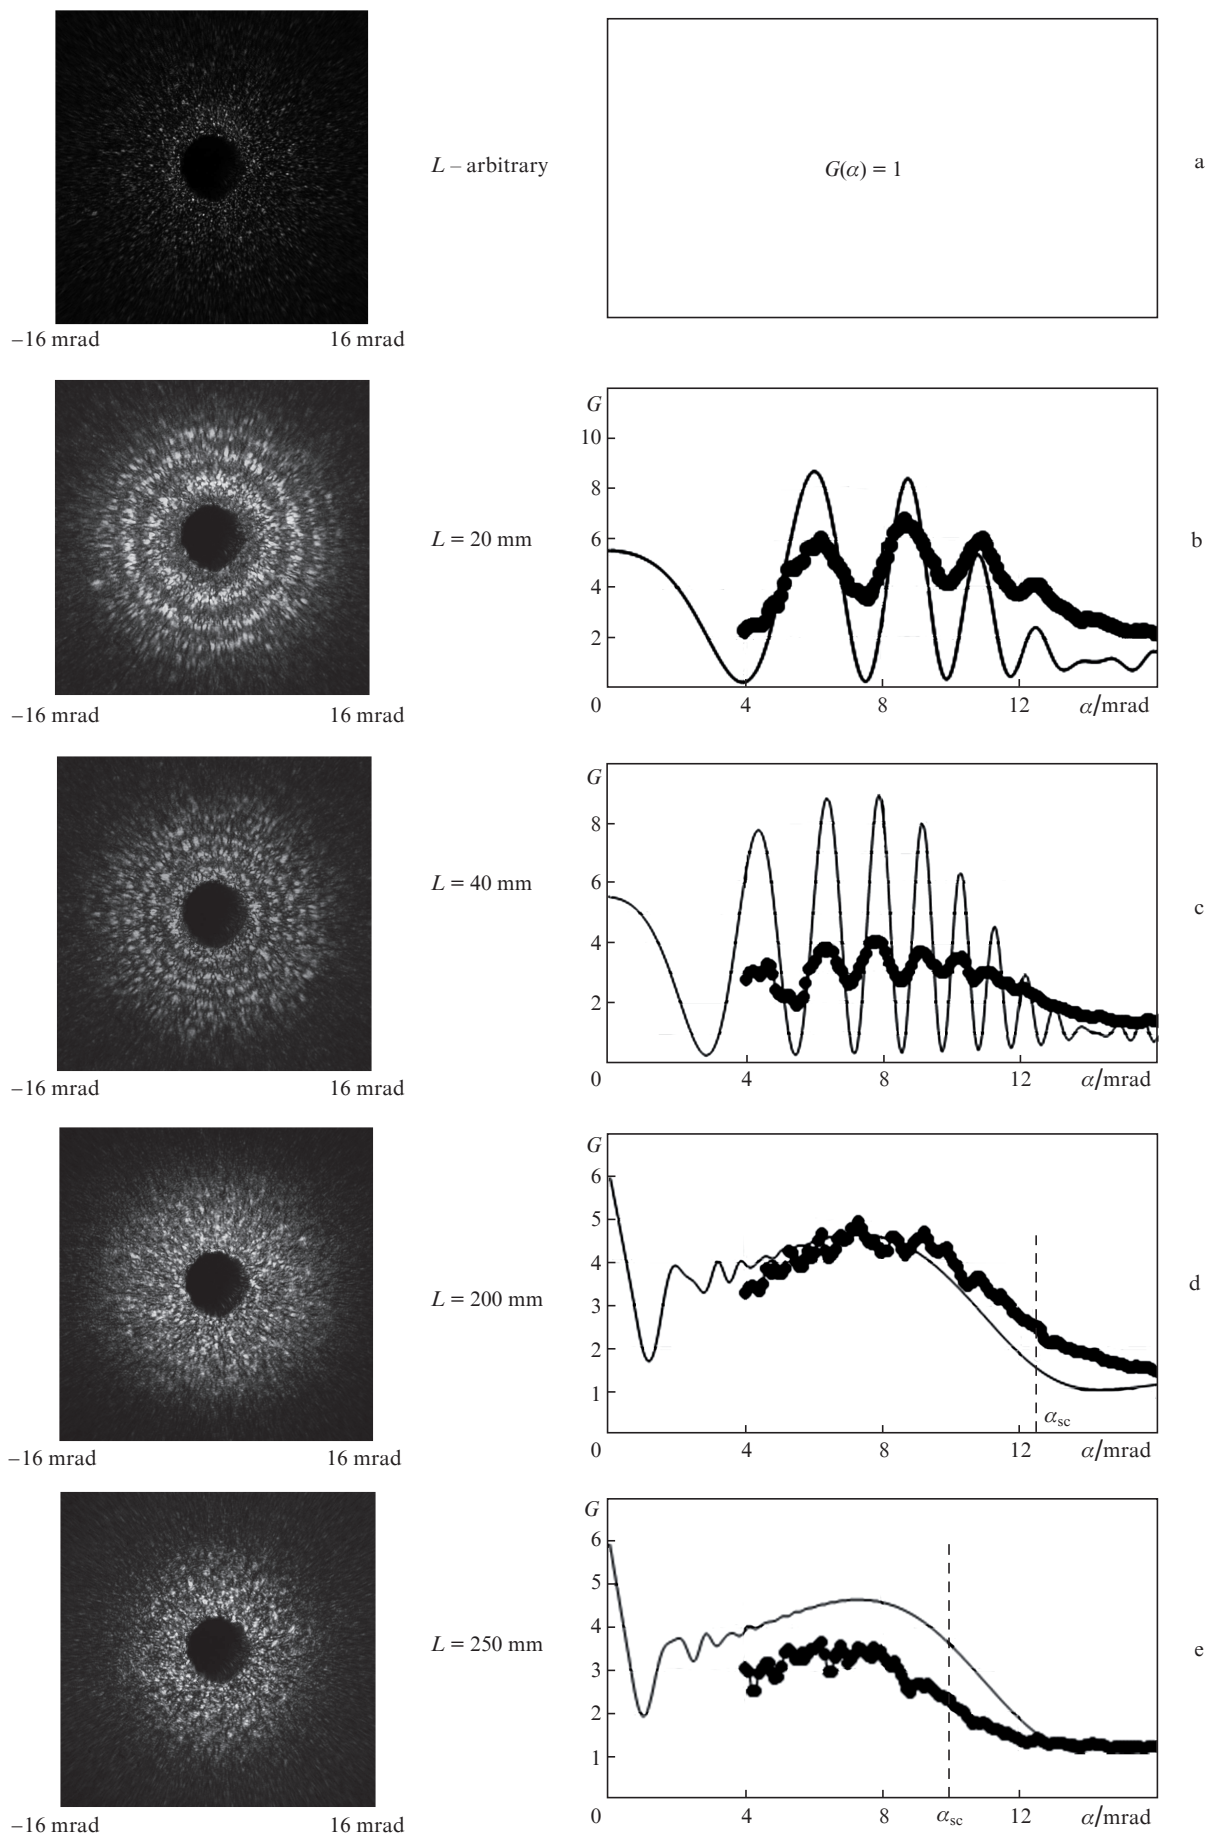 L – arbitrary
G(α) = 1
a
–16 mrad 16 mrad
G
10
8
6
4
2
0 4 8 12 α/mrad
L = 20 mm
b
–16 mrad 16 mrad
G
8
6
4
2
0 4 8 12 α/mrad
L = 40 mm
c
–16 mrad 16 mrad
G
6
5
4
3
2
1
0 4 8 12 α/mrad
αsc
L = 200 mm
d
–16 mrad 16 mrad
G
6
5
4
3
2
1
0 4 8 αsc 12 α/mrad
L = 250 mm
e
–16 mrad 16 mrad